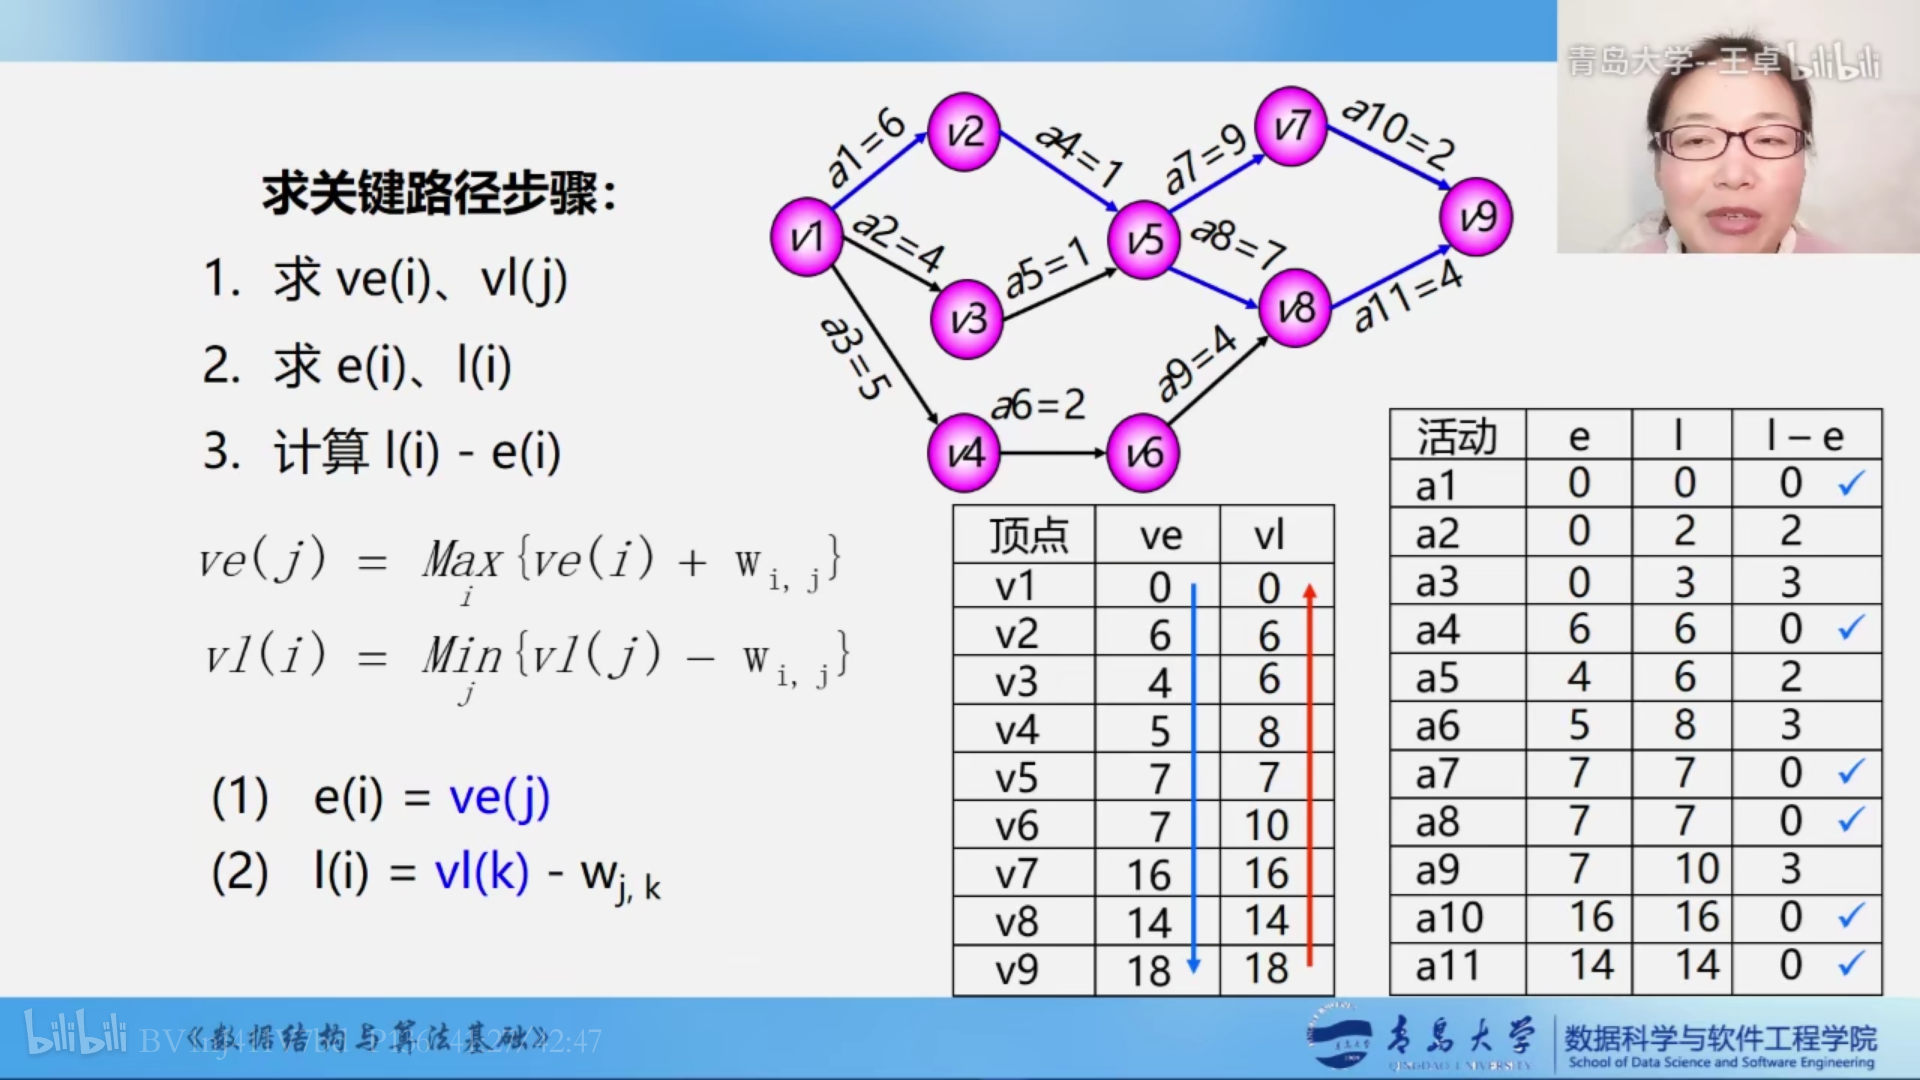 青岛大学--王卓 bilibili
求关键路径步骤：
1. 求 ve(i)、vl(j)
2. 求 e(i)、l(i)
3. 计算 l(i) - e(i)
ve(j) = Max{ve(i) + w i, j}
i
vl(i) = Min{vl(j) - w i, j}
j
(1) e(i) = ve(j)
(2) l(i) = vl(k) - wj, k
v1
v2
v3
v4
v5
v6
v7
v8
v9
a1=6
a2=4
a3=5
a4=1
a5=1
a6=2
a7=9
a8=7
a9=4
a10=2
a11=4
顶点 ve vl
v1 0 0
v2 6 6
v3 4 6
v4 5 8
v5 7 7
v6 7 10
v7 16 16
v8 14 14
v9 18 18
活动 e l l – e
a1 0 0 0 ✓
a2 0 2 2
a3 0 3 3
a4 6 6 0 ✓
a5 4 6 2
a6 5 8 3
a7 7 7 0 ✓
a8 7 7 0 ✓
a9 7 10 3
a10 16 16 0 ✓
a11 14 14 0 ✓
bilibili
《数据结构与算法基础》
青岛大学
QINGDAO UNIVERSITY
数据科学与软件工程学院
School of Data Science and Software Engineering